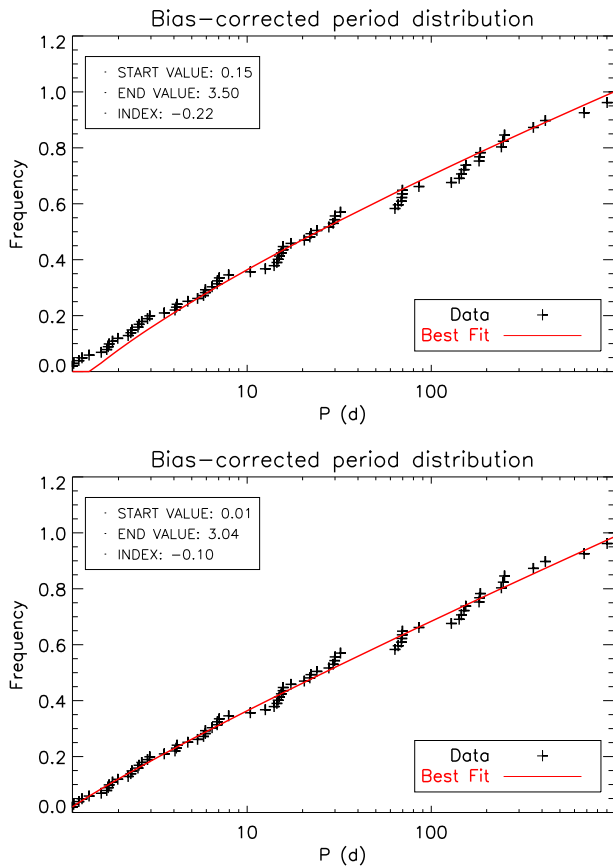 Bias-corrected period distribution
1.2
· START VALUE: 0.15
· END VALUE: 3.50
· INDEX: -0.22
1.0
0.8
Frequency
0.6
0.4
0.2
Data
Best Fit
0.0
10
100
P (d)
Bias-corrected period distribution
1.2
· START VALUE: 0.01
· END VALUE: 3.04
· INDEX: -0.10
1.0
0.8
Frequency
0.6
0.4
0.2
Data
Best Fit
0.0
10
100
P (d)